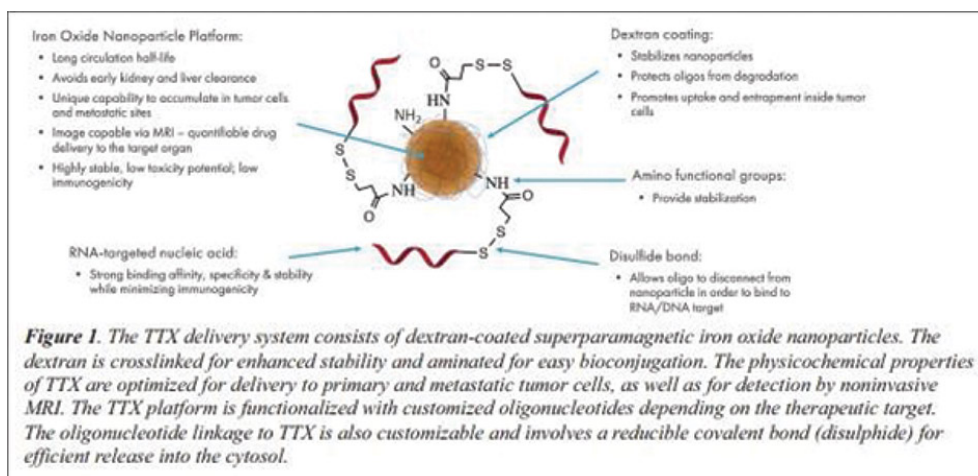 Iron Oxide Nanoparticle Platform:
• Long circulation half-life
• Avoids early kidney and liver clearance
• Unique capability to accumulate in tumor cells
and metastatic sites
• Image capable via MRI – quantifiable drug
delivery to the target organ
• Highly stable, low toxicity potential; low
immunogenicity
Dextran coating:
• Stabilizes nanoparticles
• Protects oligos from degradation
• Promotes uptake and entrapment inside tumor
cells
O
S
S
HN
NH₂
S
S
NH
O
NH
O
S
S
Amino functional groups:
• Provide stabilization
RNA-targeted nucleic acid:
• Strong binding affinity, specificity & stability
while minimizing immunogenicity
Disulfide bond:
• Allows oligo to disconnect from
nanoparticle in order to bind to
RNA/DNA target
Figure 1. The TTX delivery system consists of dextran-coated superparamagnetic iron oxide nanoparticles. The
dextran is crosslinked for enhanced stability and aminated for easy bioconjugation. The physicochemical properties
of TTX are optimized for delivery to primary and metastatic tumor cells, as well as for detection by noninvasive
MRI. The TTX platform is functionalized with customized oligonucleotides depending on the therapeutic target.
The oligonucleotide linkage to TTX is also customizable and involves a reducible covalent bond (disulphide) for
efficient release into the cytosol.